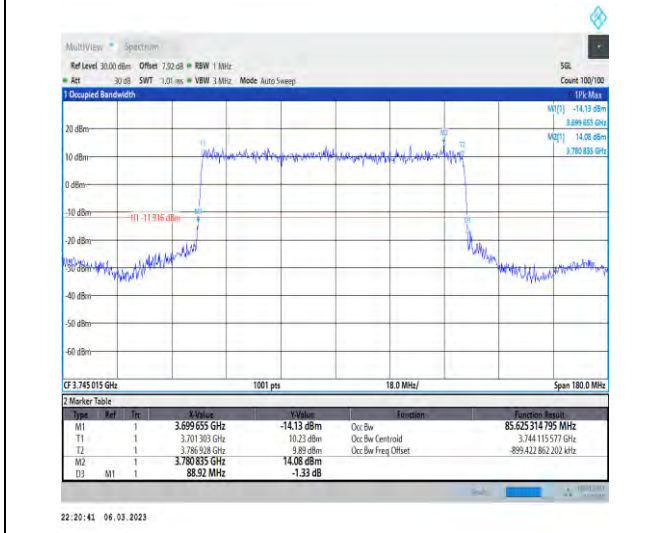 MultiView Spectrum
Ref Level 30.00 dBm Offset 7.92 dB RBW 1 MHz SGL
Att 30 dB SWT 1.01 ms VBW 3 MHz Mode Auto Sweep Count 100/100
1 Occupied Bandwidth 1Pk Max
M1[1] -14.13 dBm
3.699 655 GHz
M2[1] 14.08 dBm
3.780 835 GHz
20 dBm
10 dBm
0 dBm
-10 dBm
H1 -11.916 dBm
-20 dBm
-30 dBm
-40 dBm
-50 dBm
-60 dBm
CF 3.745 015 GHz 1001 pts 18.0 MHz/ Span 180.0 MHz
2 Marker Table
Type Ref Trc X-Value Y-Value Function Function Result
M1 1 3.699 655 GHz -14.13 dBm Occ Bw 85.625 314 795 MHz
T1 1 3.701 303 GHz 10.23 dBm Occ Bw Centroid 3.744 115 577 GHz
T2 1 3.786 928 GHz 9.89 dBm Occ Bw Freq Offset -899.422 862 202 kHz
M2 1 3.780 835 GHz 14.08 dBm
D3 M1 1 88.92 MHz -1.33 dB
22:20:41 06.03.2023